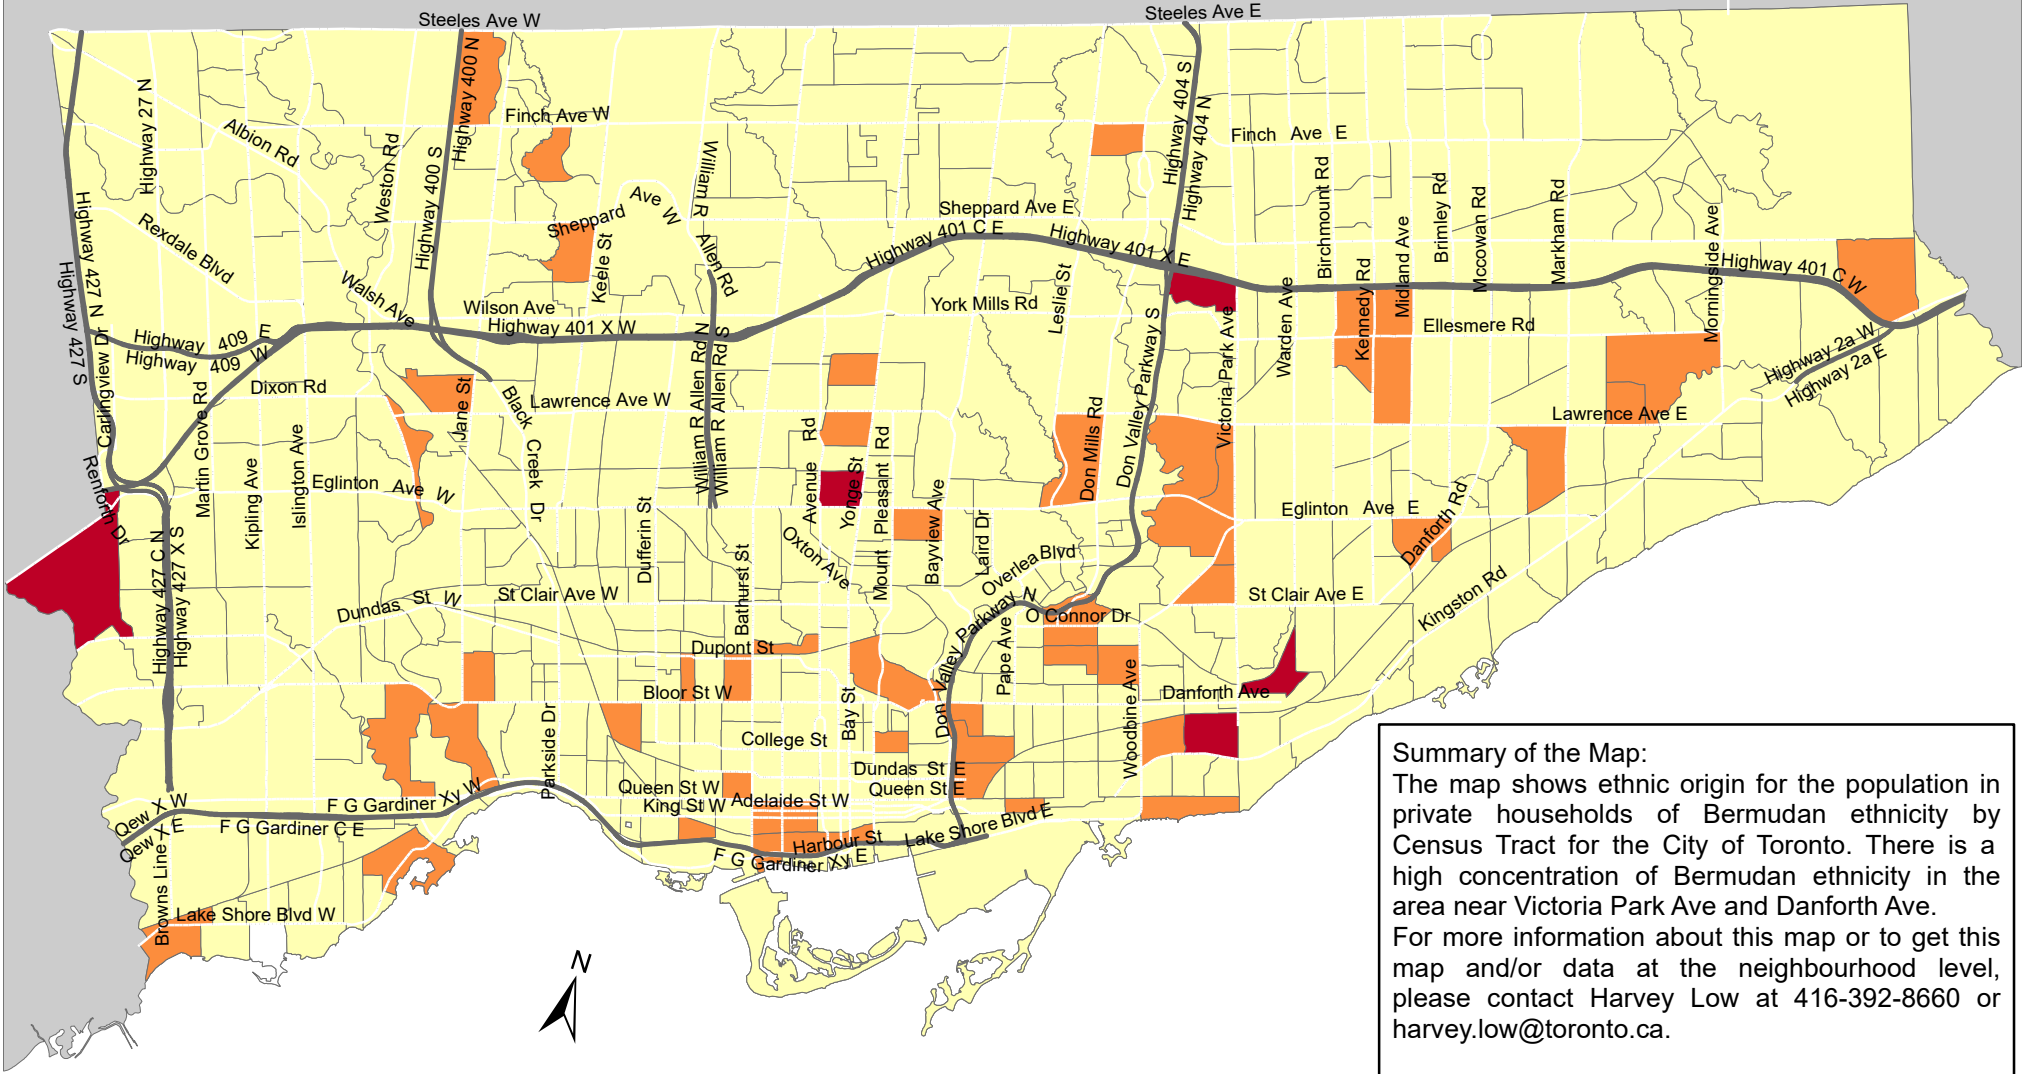 Steeles Ave W
Steeles Ave E
Highway 27 N
Albion Rd
Weston Rd
Highway 400 N
Highway 400 S
Finch Ave W
Finch Ave E
Highway 404 S
Highway 404 N
William R Allen Rd
Sheppard Ave W
Sheppard Ave E
Keele St
Highway 427 N
Highway 427 S
Rexdale Blvd
Walsh Ave
Wilson Ave
Highway 401 X W
Highway 401 C E
Highway 401 X E
Highway 401 C W
York Mills Rd
Leslie St
Birchmount Rd
Kennedy Rd
Midland Ave
Brimley Rd
Mccowan Rd
Markham Rd
Morningside Ave
Warden Ave
Victoria Park Ave
Ellesmere Rd
Highway 2a W
Highway 2a E
Highway 409 E
Highway 409 W
Carlingview Dr
Dixon Rd
Martin Grove Rd
Kipling Ave
Islington Ave
Jane St
Black Creek Dr
Lawrence Ave W
Lawrence Ave E
William R Allen Rd N
William R Allen Rd S
Avenue Rd
Yonge St
Mount Pleasant Rd
Bayview Ave
Laird Dr
Don Mills Rd
Don Valley Parkway S
Renforth Dr
Eglinton Ave W
Eglinton Ave E
Danforth Rd
Highway 427 C N
Highway 427 X S
Dufferin St
Bathurst St
Oxton Ave
Overlea Blvd
Dundas St W
St Clair Ave W
St Clair Ave E
Kingston Rd
Don Valley Parkway N
O Connor Dr
Pape Ave
Woodbine Ave
Dupont St
Bloor St W
Danforth Ave
Parkside Dr
Bay St
College St
Dundas St E
Queen St W
Queen St E
King St W
Adelaide St W
Qew X W
Qew X E
F G Gardiner Xy W
F G Gardiner C E
F G Gardiner Xy E
Harbour St
Lake Shore Blvd E
Browns Line
Lake Shore Blvd W
N
Summary of the Map:
The map shows ethnic origin for the population in
private households of Bermudan ethnicity by
Census Tract for the City of Toronto. There is a
high concentration of Bermudan ethnicity in the
area near Victoria Park Ave and Danforth Ave.
For more information about this map or to get this
map and/or data at the neighbourhood level,
please contact Harvey Low at 416-392-8660 or
harvey.low@toronto.ca.